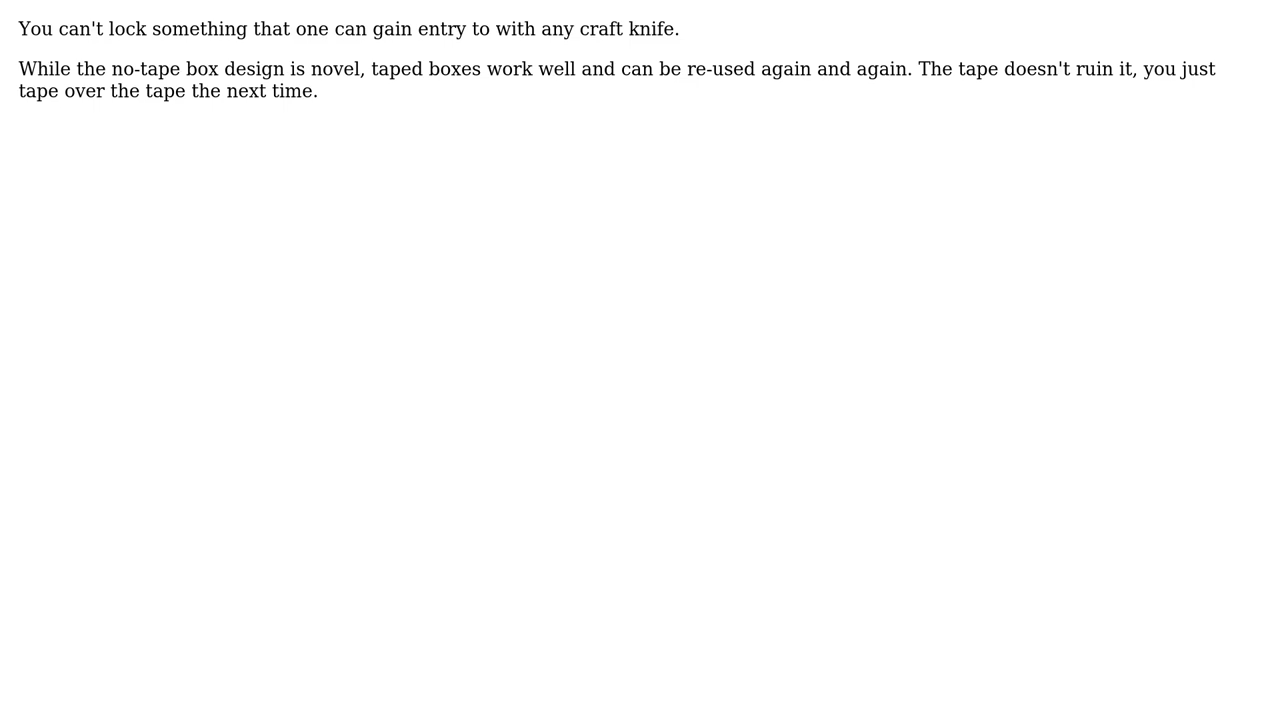 You can't lock something that one can gain entry to with any craft knife.
While the no-tape box design is novel, taped boxes work well and can be re-used again and again. The tape doesn't ruin it, you just
tape over the tape the next time.